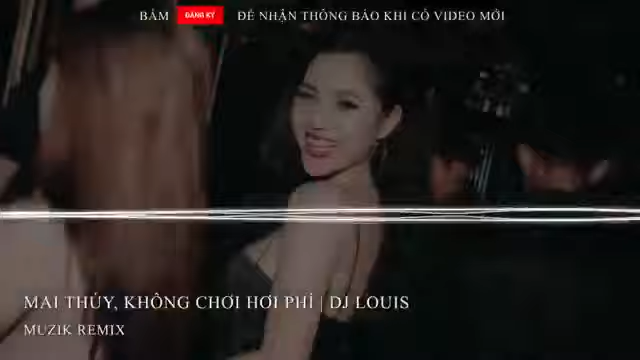 BẤM ĐĂNG KÝ ĐỂ NHẬN THÔNG BÁO KHI CÓ VIDEO MỚI
MAI THÚY, KHÔNG CHƠI HƠI PHÍ | DJ LOUIS
MUZIK REMIX